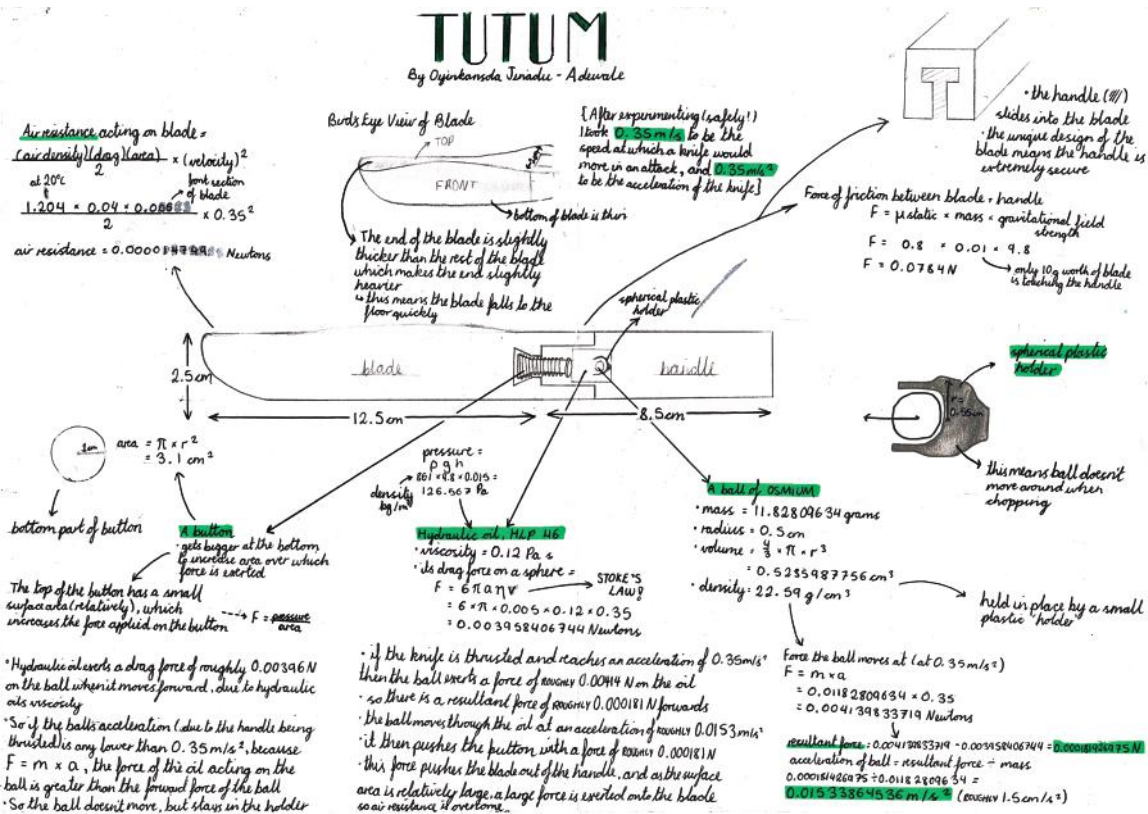 TUTUM
By Oyinkansola Jinadu - Adewale
Air resistance acting on blade =
(air density)(drag)(area) × (velocity)²
2
at 20°C
front section of blade
1.204 × 0.04 × × 0.35²
2
air resistance = Newtons
Bird's Eye View of Blade
TOP
FRONT
bottom of blade is thin
The end of the blade is slightly
thicker than the rest of the blade
which makes the end slightly
heavier
↳ this means the blade falls to the
floor quickly
[After experimenting (safely!)
I took 0.35m/s to be the
speed at which a knife would
move in an attack, and 0.35m/s²
to be the acceleration of the knife]
• the handle (////)
slides into the blade
• the unique design of the
blade means the handle is
extremely secure
Force of friction between blade + handle
F = μstatic × mass × gravitational field
strength
F = 0.8 × 0.01 × 9.8
F = 0.0784N
only 10g worth of blade
is touching the handle
spherical plastic
holder
blade
handle
2.5cm
12.5cm
8.5cm
spherical plastic
holder
r=
0.55cm
this means ball doesn't
move around when
chopping
1cm
area = π × r²
= 3.1 cm²
bottom part of button
A button
• gets bigger at the bottom
to increase area over which
force is exerted
The top of the button has a small
surface area (relatively), which
increases the force applied on the button
F = pressure
area
pressure =
ρ g h
861 × 9.8 × 0.015 =
126.567 Pa
density
kg/m³
Hydraulic oil, HLP 46
• viscosity = 0.12 Pa s
• its drag force on a sphere =
F = 6πaηv
= 6 × π × 0.005 × 0.12 × 0.35
= 0.003958406744 Newtons
STOKE'S
LAW!
A ball of OSMIUM
• mass = 11.82809634 grams
• radius = 0.5cm
• volume = 4/3 × π × r³
= 0.5235987756 cm³
• density = 22.59 g/cm³
held in place by a small
plastic 'holder'
• Hydraulic oil exerts a drag force of roughly 0.00396N
on the ball when it moves forward, due to hydraulic
oils viscosity
• So if the balls acceleration (due to the handle being
thrusted) is any lower than 0.35m/s², because
F = m × a, the force of the oil acting on the
ball is greater than the forward force of the ball
• So the ball doesn't move, but stays in the holder
• if the knife is thrusted and reaches an acceleration of 0.35m/s²
then the ball exerts a force of ROUGHLY 0.00414 N on the oil
• so there is a resultant force of ROUGHLY 0.000181N forwards
• the ball moves through the oil at an acceleration of ROUGHLY 0.0153m/s²
• it then pushes the button with a force of ROUGHLY 0.000181N
• this force pushes the blade out of the handle, and as the surface
area is relatively large, a large force is exerted onto the blade
so air resistance is overcome
Force the ball moves at (at 0.35m/s²)
F = m × a
= 0.01182809634 × 0.35
= 0.004139833719 Newtons
resultant force = 0.004139833719 - 0.003958406744 = 0.000181426975N
acceleration of ball = resultant force ÷ mass
0.000181426975 ÷ 0.01182809634 =
0.01533864536 m/s² (ROUGHLY 1.5cm/s²)